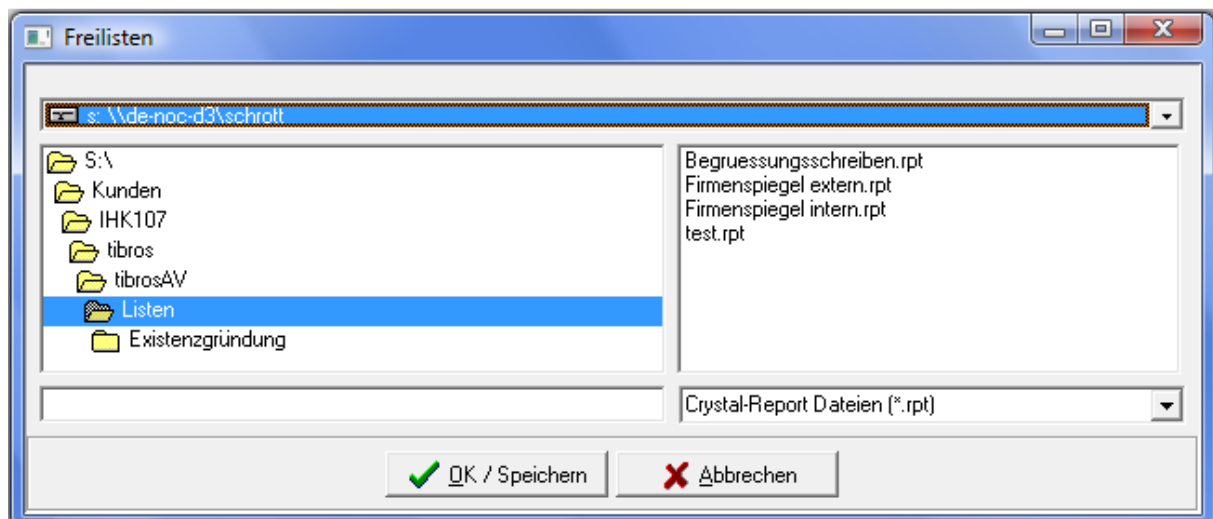 Freilisten
s: \\de-noc-d3\schrott
S:\
Kunden
IHK107
tibros
tibrosAV
Listen
Existenzgründung
Begruessungsschreiben.rpt
Firmenspiegel extern.rpt
Firmenspiegel intern.rpt
test.rpt
Crystal-Report Dateien (*.rpt)
OK / Speichern
Abbrechen